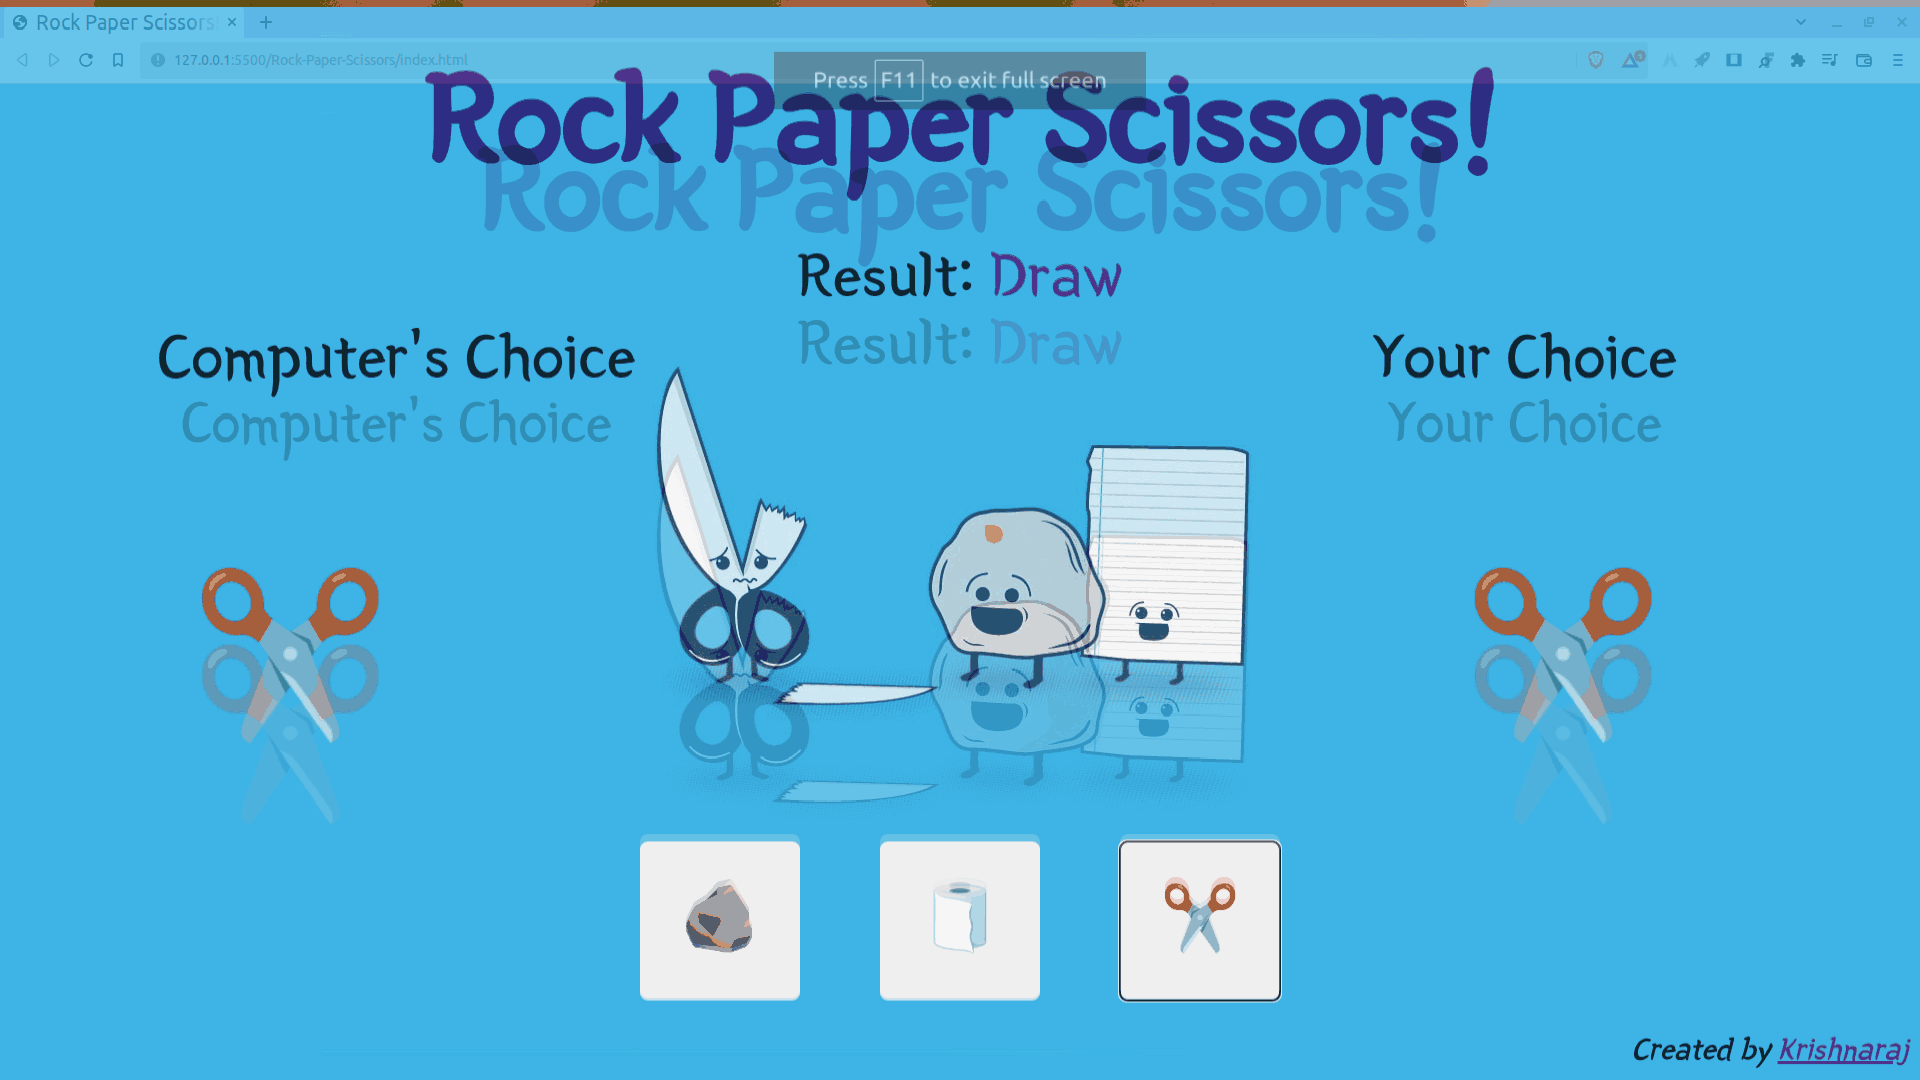 Rock Paper Scissors
127.0.0.1:5500/Rock-Paper-Scissors/index.html
Press F11 to exit full screen
Rock Paper Scissors!
Rock Paper Scissors!
Result: Draw
Result: Draw
Computer's Choice
Your Choice
Computer's Choice
Your Choice
Created by Krishnaraj